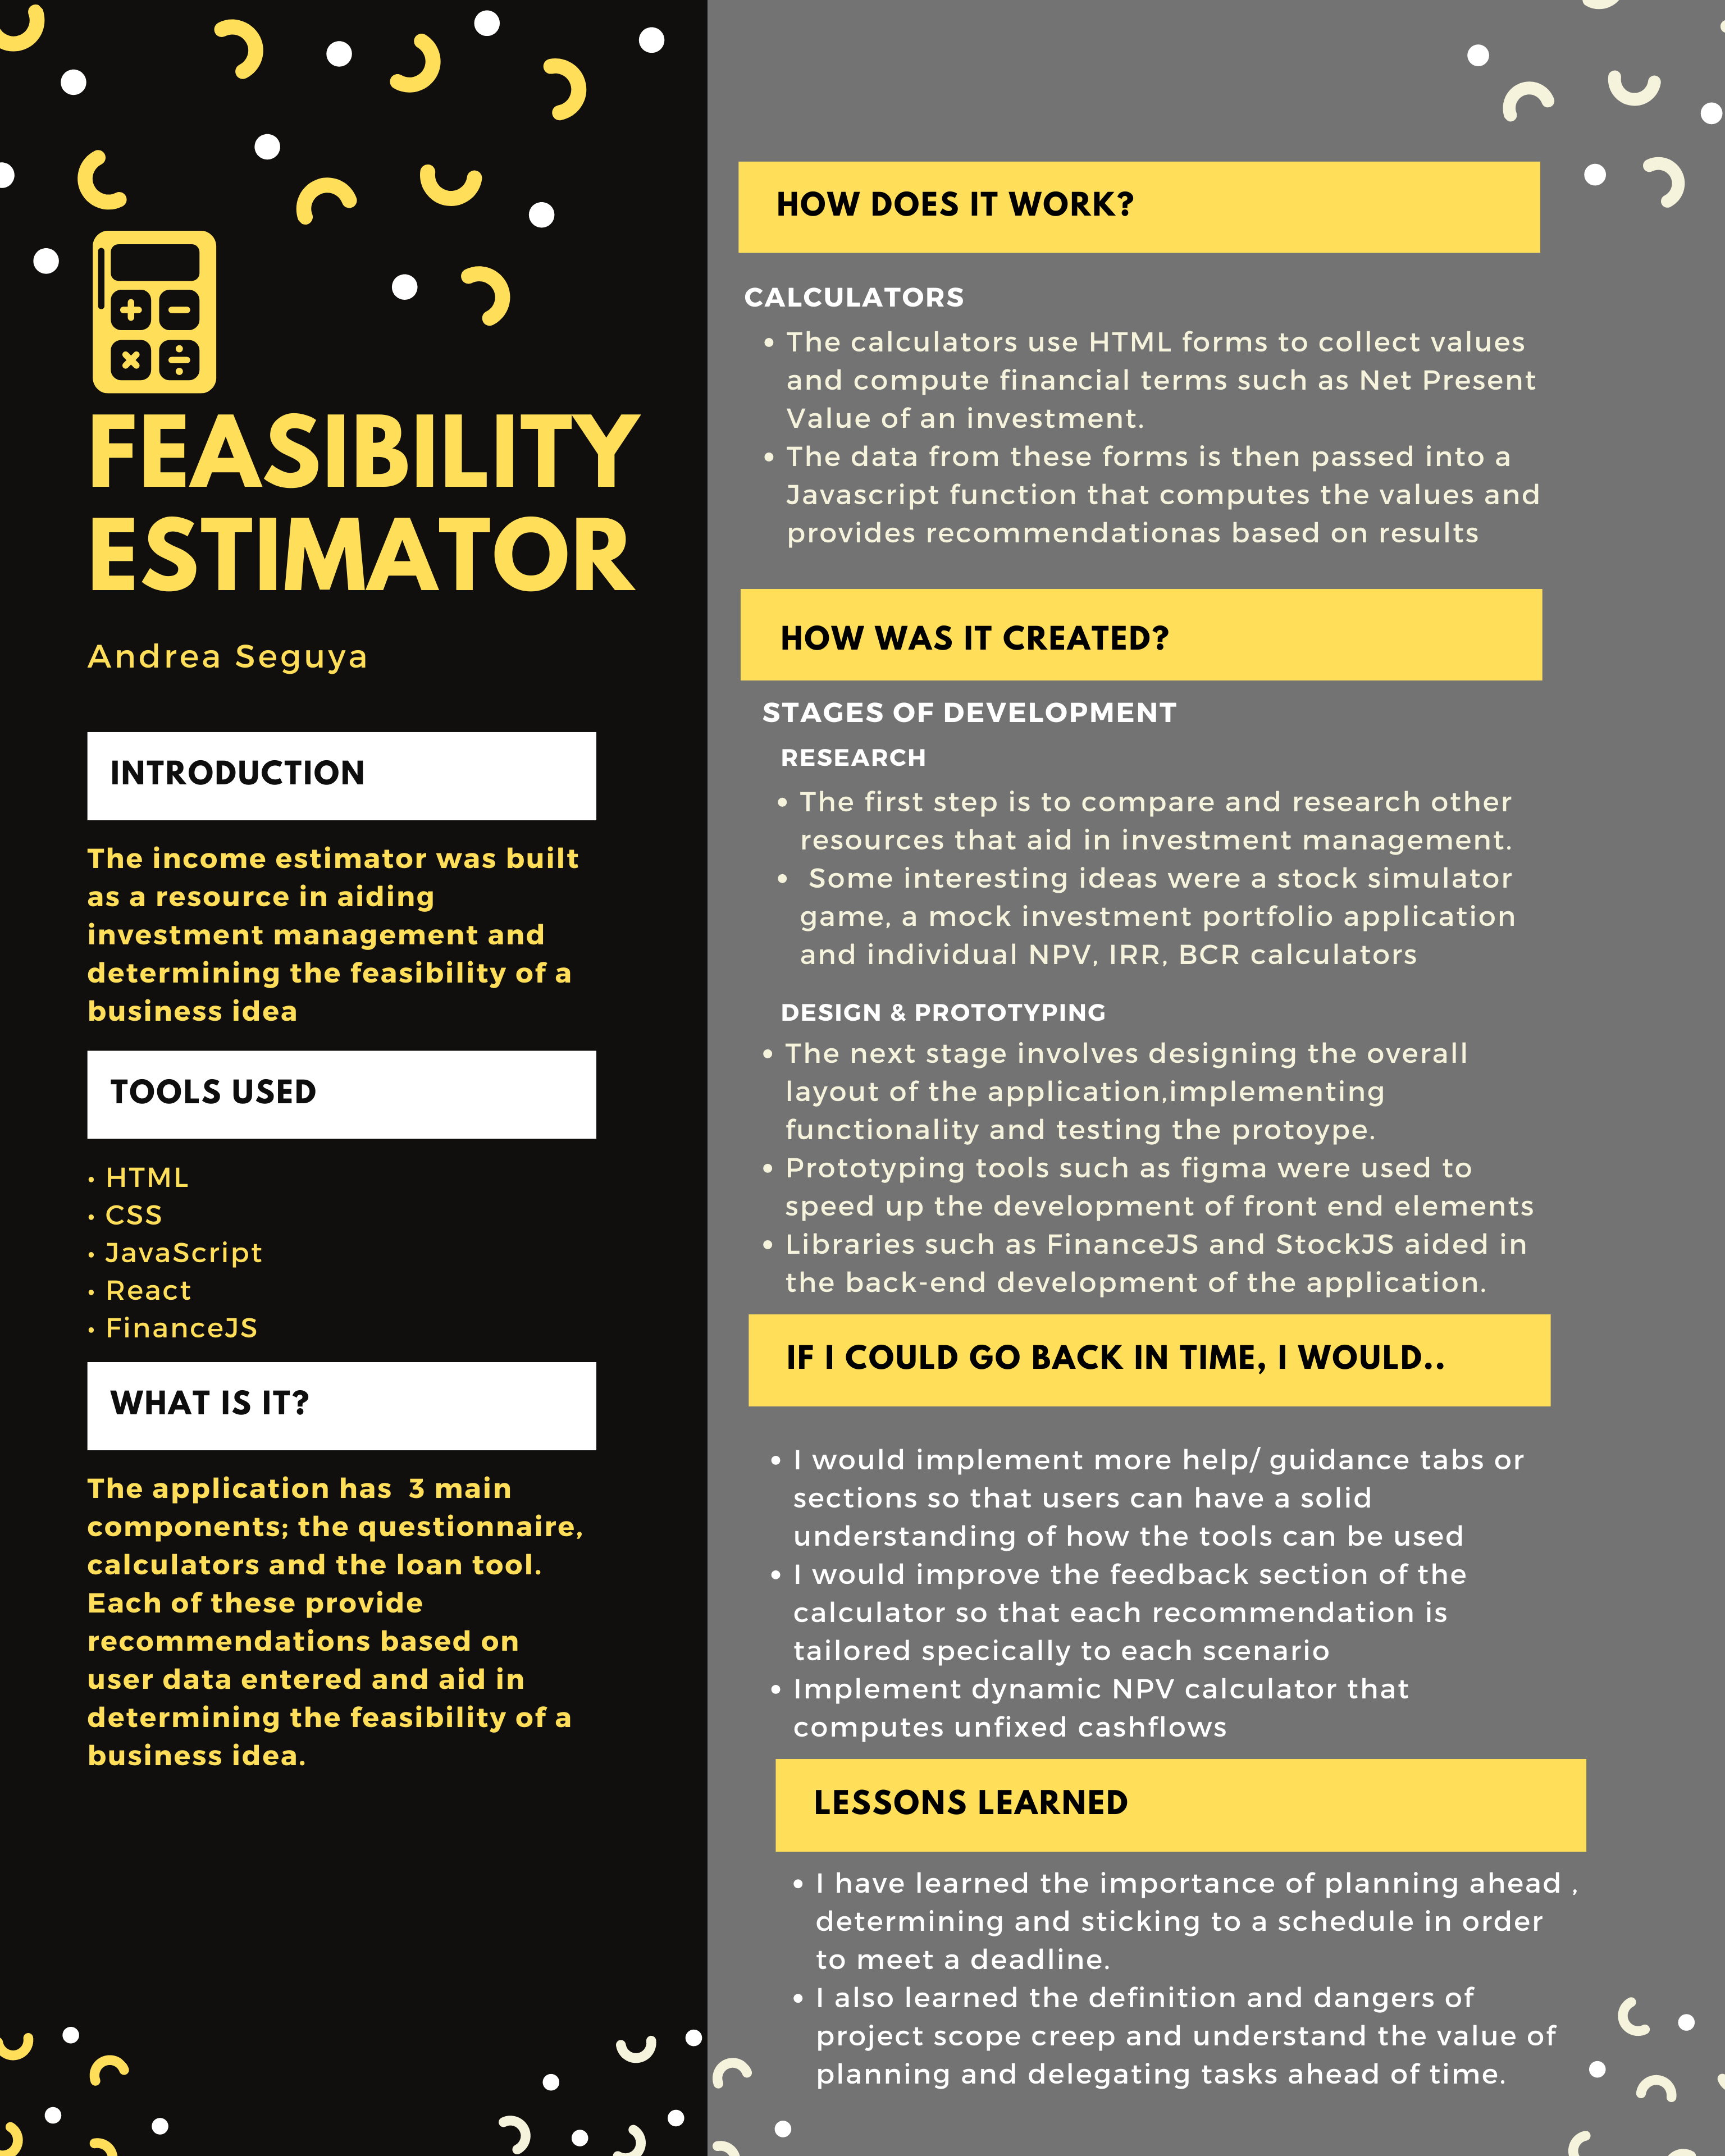 FEASIBILITY
ESTIMATOR
Andrea Seguya
INTRODUCTION
The income estimator was built
as a resource in aiding
investment management and
determining the feasibility of a
business idea
TOOLS USED
• HTML
• CSS
• JavaScript
• React
• FinanceJS
WHAT IS IT?
The application has  3 main
components; the questionnaire,
calculators and the loan tool.
Each of these provide
recommendations based on
user data entered and aid in
determining the feasibility of a
business idea.
HOW DOES IT WORK?
CALCULATORS
• The calculators use HTML forms to collect values
and compute financial terms such as Net Present
Value of an investment.
• The data from these forms is then passed into a
Javascript function that computes the values and
provides recommendationas based on results
HOW WAS IT CREATED?
STAGES OF DEVELOPMENT
RESEARCH
• The first step is to compare and research other
resources that aid in investment management.
•  Some interesting ideas were a stock simulator
game, a mock investment portfolio application
and individual NPV, IRR, BCR calculators
DESIGN & PROTOTYPING
• The next stage involves designing the overall
layout of the application,implementing
functionality and testing the protoype.
• Prototyping tools such as figma were used to
speed up the development of front end elements
• Libraries such as FinanceJS and StockJS aided in
the back-end development of the application.
IF I COULD GO BACK IN TIME, I WOULD..
• I would implement more help/ guidance tabs or
sections so that users can have a solid
understanding of how the tools can be used
• I would improve the feedback section of the
calculator so that each recommendation is
tailored specically to each scenario
• Implement dynamic NPV calculator that
computes unfixed cashflows
LESSONS LEARNED
• I have learned the importance of planning ahead ,
determining and sticking to a schedule in order
to meet a deadline.
• I also learned the definition and dangers of
project scope creep and understand the value of
planning and delegating tasks ahead of time.